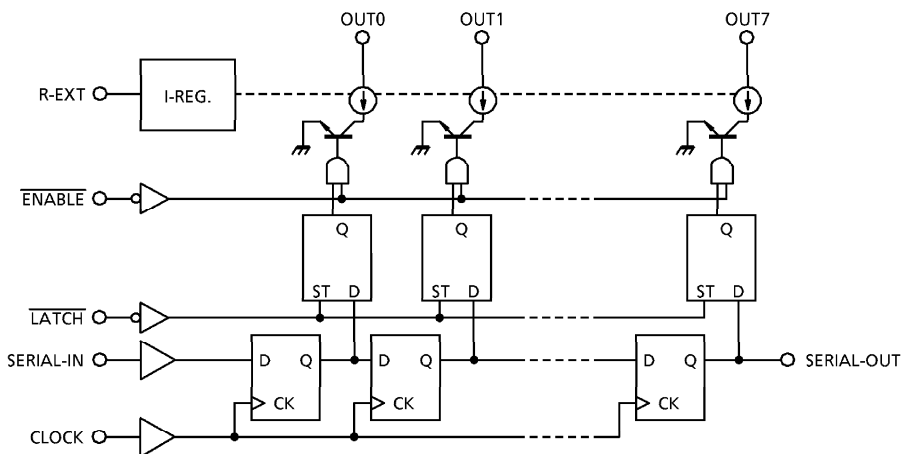 OUT0 OUT1 OUT7
R-EXT I-REG.
ENABLE
Q Q Q
ST D ST D ST D
LATCH
SERIAL-IN D Q D Q D Q SERIAL-OUT
CK CK CK
CLOCK